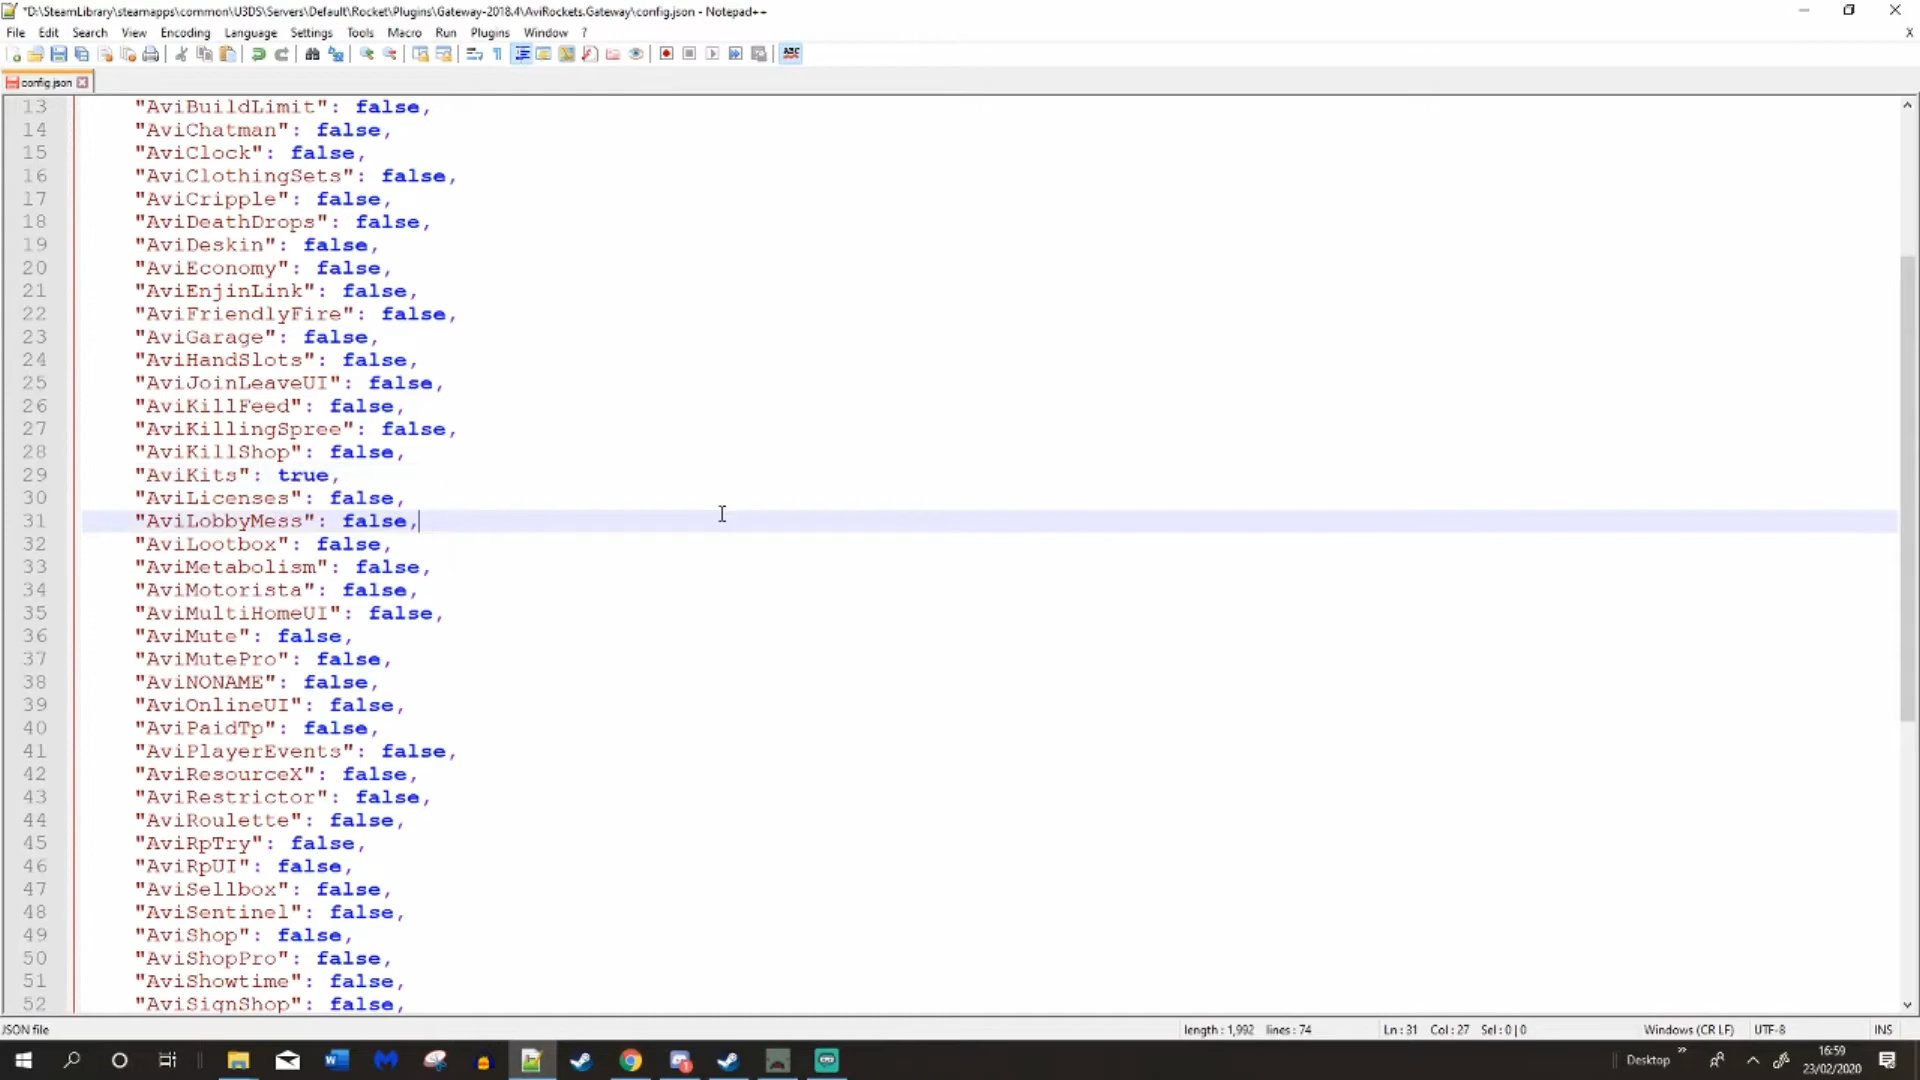 *D:\SteamLibrary\steamapps\common\U3DS\Servers\Default\Rocket\Plugins\Gateway-2018.4\AviRockets.Gateway\config.json - Notepad++
File Edit Search View Encoding Language Settings Tools Macro Run Plugins Window ? X
config.json
13 "AviBuildLimit": false,
14 "AviChatman": false,
15 "AviClock": false,
16 "AviClothingSets": false,
17 "AviCripple": false,
18 "AviDeathDrops": false,
19 "AviDeskin": false,
20 "AviEconomy": false,
21 "AviEnjinLink": false,
22 "AviFriendlyFire": false,
23 "AviGarage": false,
24 "AviHandSlots": false,
25 "AviJoinLeaveUI": false,
26 "AviKillFeed": false,
27 "AviKillingSpree": false,
28 "AviKillShop": false,
29 "AviKits": true,
30 "AviLicenses": false,
31 "AviLobbyMess": false,
32 "AviLootbox": false,
33 "AviMetabolism": false,
34 "AviMotorista": false,
35 "AviMultiHomeUI": false,
36 "AviMute": false,
37 "AviMutePro": false,
38 "AviNONAME": false,
39 "AviOnlineUI": false,
40 "AviPaidTp": false,
41 "AviPlayerEvents": false,
42 "AviResourceX": false,
43 "AviRestrictor": false,
44 "AviRoulette": false,
45 "AviRpTry": false,
46 "AviRpUI": false,
47 "AviSellbox": false,
48 "AviSentinel": false,
49 "AviShop": false,
50 "AviShopPro": false,
51 "AviShowtime": false,
52 "AviSignShop": false,
JSON file length : 1,992 lines : 74 Ln : 31 Col : 27 Sel : 0 | 0 Windows (CR LF) UTF-8 INS
Desktop
16:59
23/02/2020